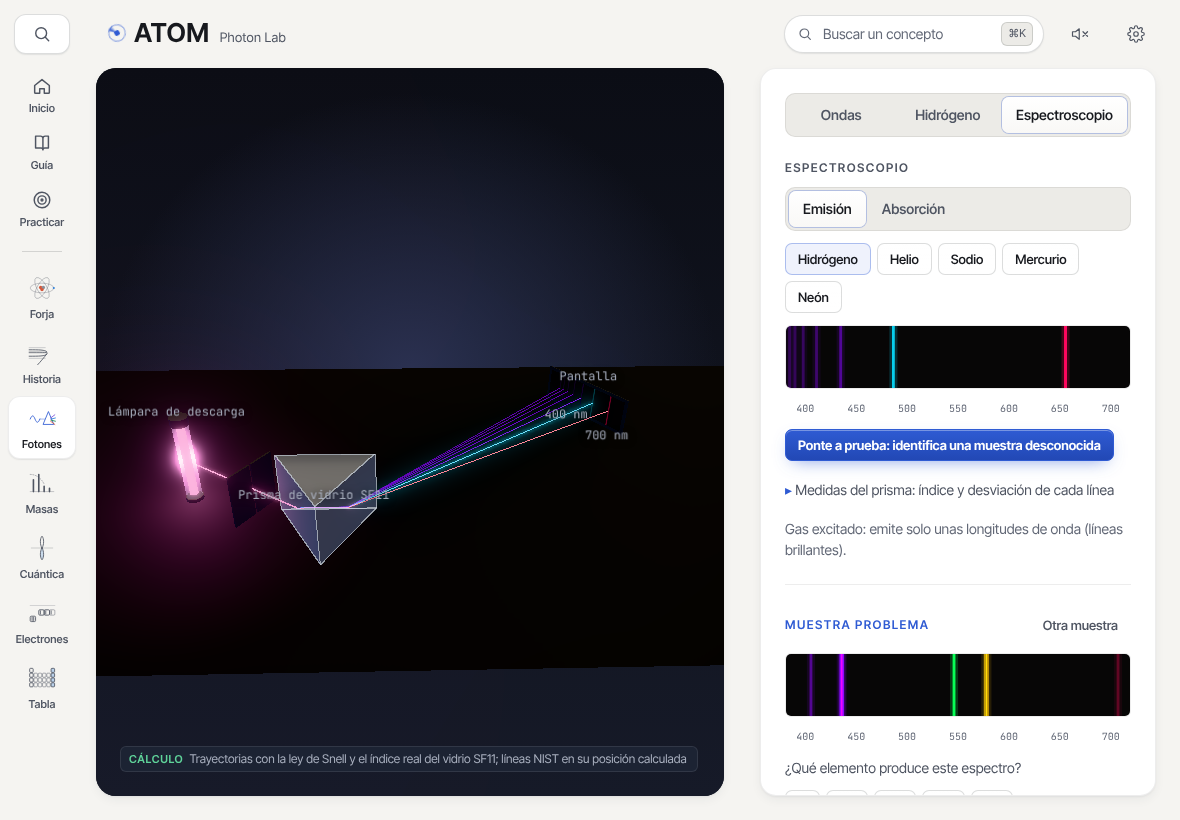 ATOM Photon Lab
Buscar un concepto ⌘K
Inicio
Guía
Practicar
Forja
Historia
Fotones
Masas
Cuántica
Electrones
Tabla
Pantalla
Lámpara de descarga
400 nm
700 nm
Prisma de vidrio SF11
CÁLCULO Trayectorias con la ley de Snell y el índice real del vidrio SF11; líneas NIST en su posición calculada
Ondas Hidrógeno Espectroscopio
ESPECTROSCOPIO
Emisión Absorción
Hidrógeno Helio Sodio Mercurio
Neón
400 450 500 550 600 650 700
Ponte a prueba: identifica una muestra desconocida
▸ Medidas del prisma: índice y desviación de cada línea
Gas excitado: emite solo unas longitudes de onda (líneas
brillantes).
MUESTRA PROBLEMA Otra muestra
400 450 500 550 600 650 700
¿Qué elemento produce este espectro?